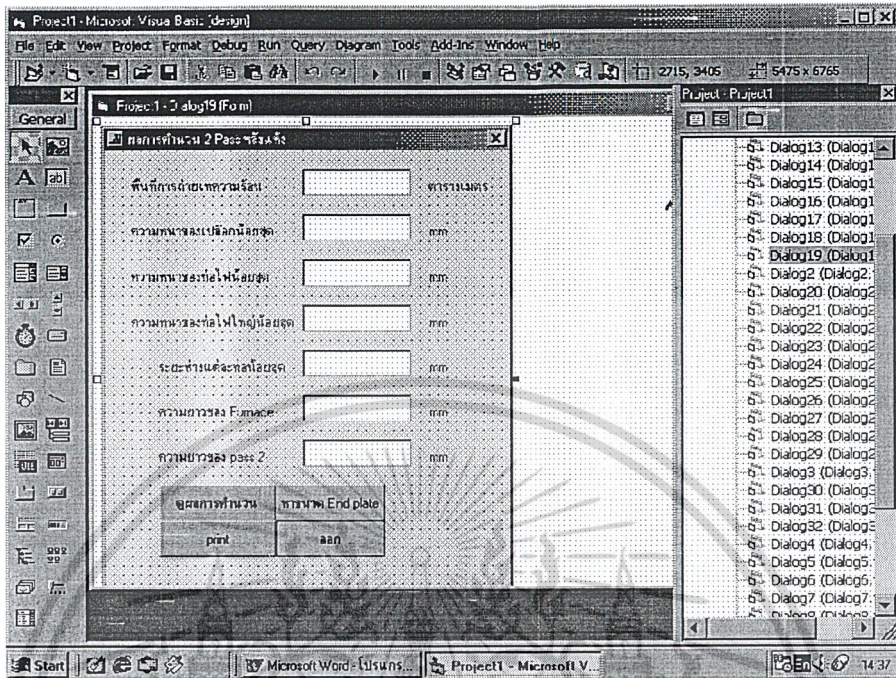 Project1 - Microsoft Visual Basic [design]
File Edit View Project Format Debug Run Query Diagram Tools Add-Ins Window Help
2715, 3405 5475 x 6765
General
Project1 - Dialog19 (Form)
Project - Project1
ผลการคำนวน 2 Pass หลังแห้ง
พื้นที่การถ่ายเทความร้อน ตารางเมตร
ความหนาของเปลือกน้อยสุด mm
ความหนาของท่อไฟน้อยสุด mm
ความหนาของท่อไฟใหญ่น้อยสุด mm
ระยะห่างแต่ละท่อน้อยสุด mm
ความยาวของ Furnace mm
ความยาวของ pass 2 mm
ดูผลการคำนวน หาขนาด End plate
print ออก
Dialog13 (Dialog1
Dialog14 (Dialog1
Dialog15 (Dialog1
Dialog16 (Dialog1
Dialog17 (Dialog1
Dialog18 (Dialog1
Dialog19 (Dialog1
Dialog2 (Dialog2.
Dialog20 (Dialog2
Dialog21 (Dialog2
Dialog22 (Dialog2
Dialog23 (Dialog2
Dialog24 (Dialog2
Dialog25 (Dialog2
Dialog26 (Dialog2
Dialog27 (Dialog2
Dialog28 (Dialog2
Dialog29 (Dialog2
Dialog3 (Dialog3.
Dialog30 (Dialog3
Dialog31 (Dialog3
Dialog32 (Dialog3
Dialog4 (Dialog4.
Dialog5 (Dialog5.
Dialog6 (Dialog6.
Dialog7 (Dialog7.
Start Microsoft Word - โปรแกร... Project1 - Microsoft V... En 14:37